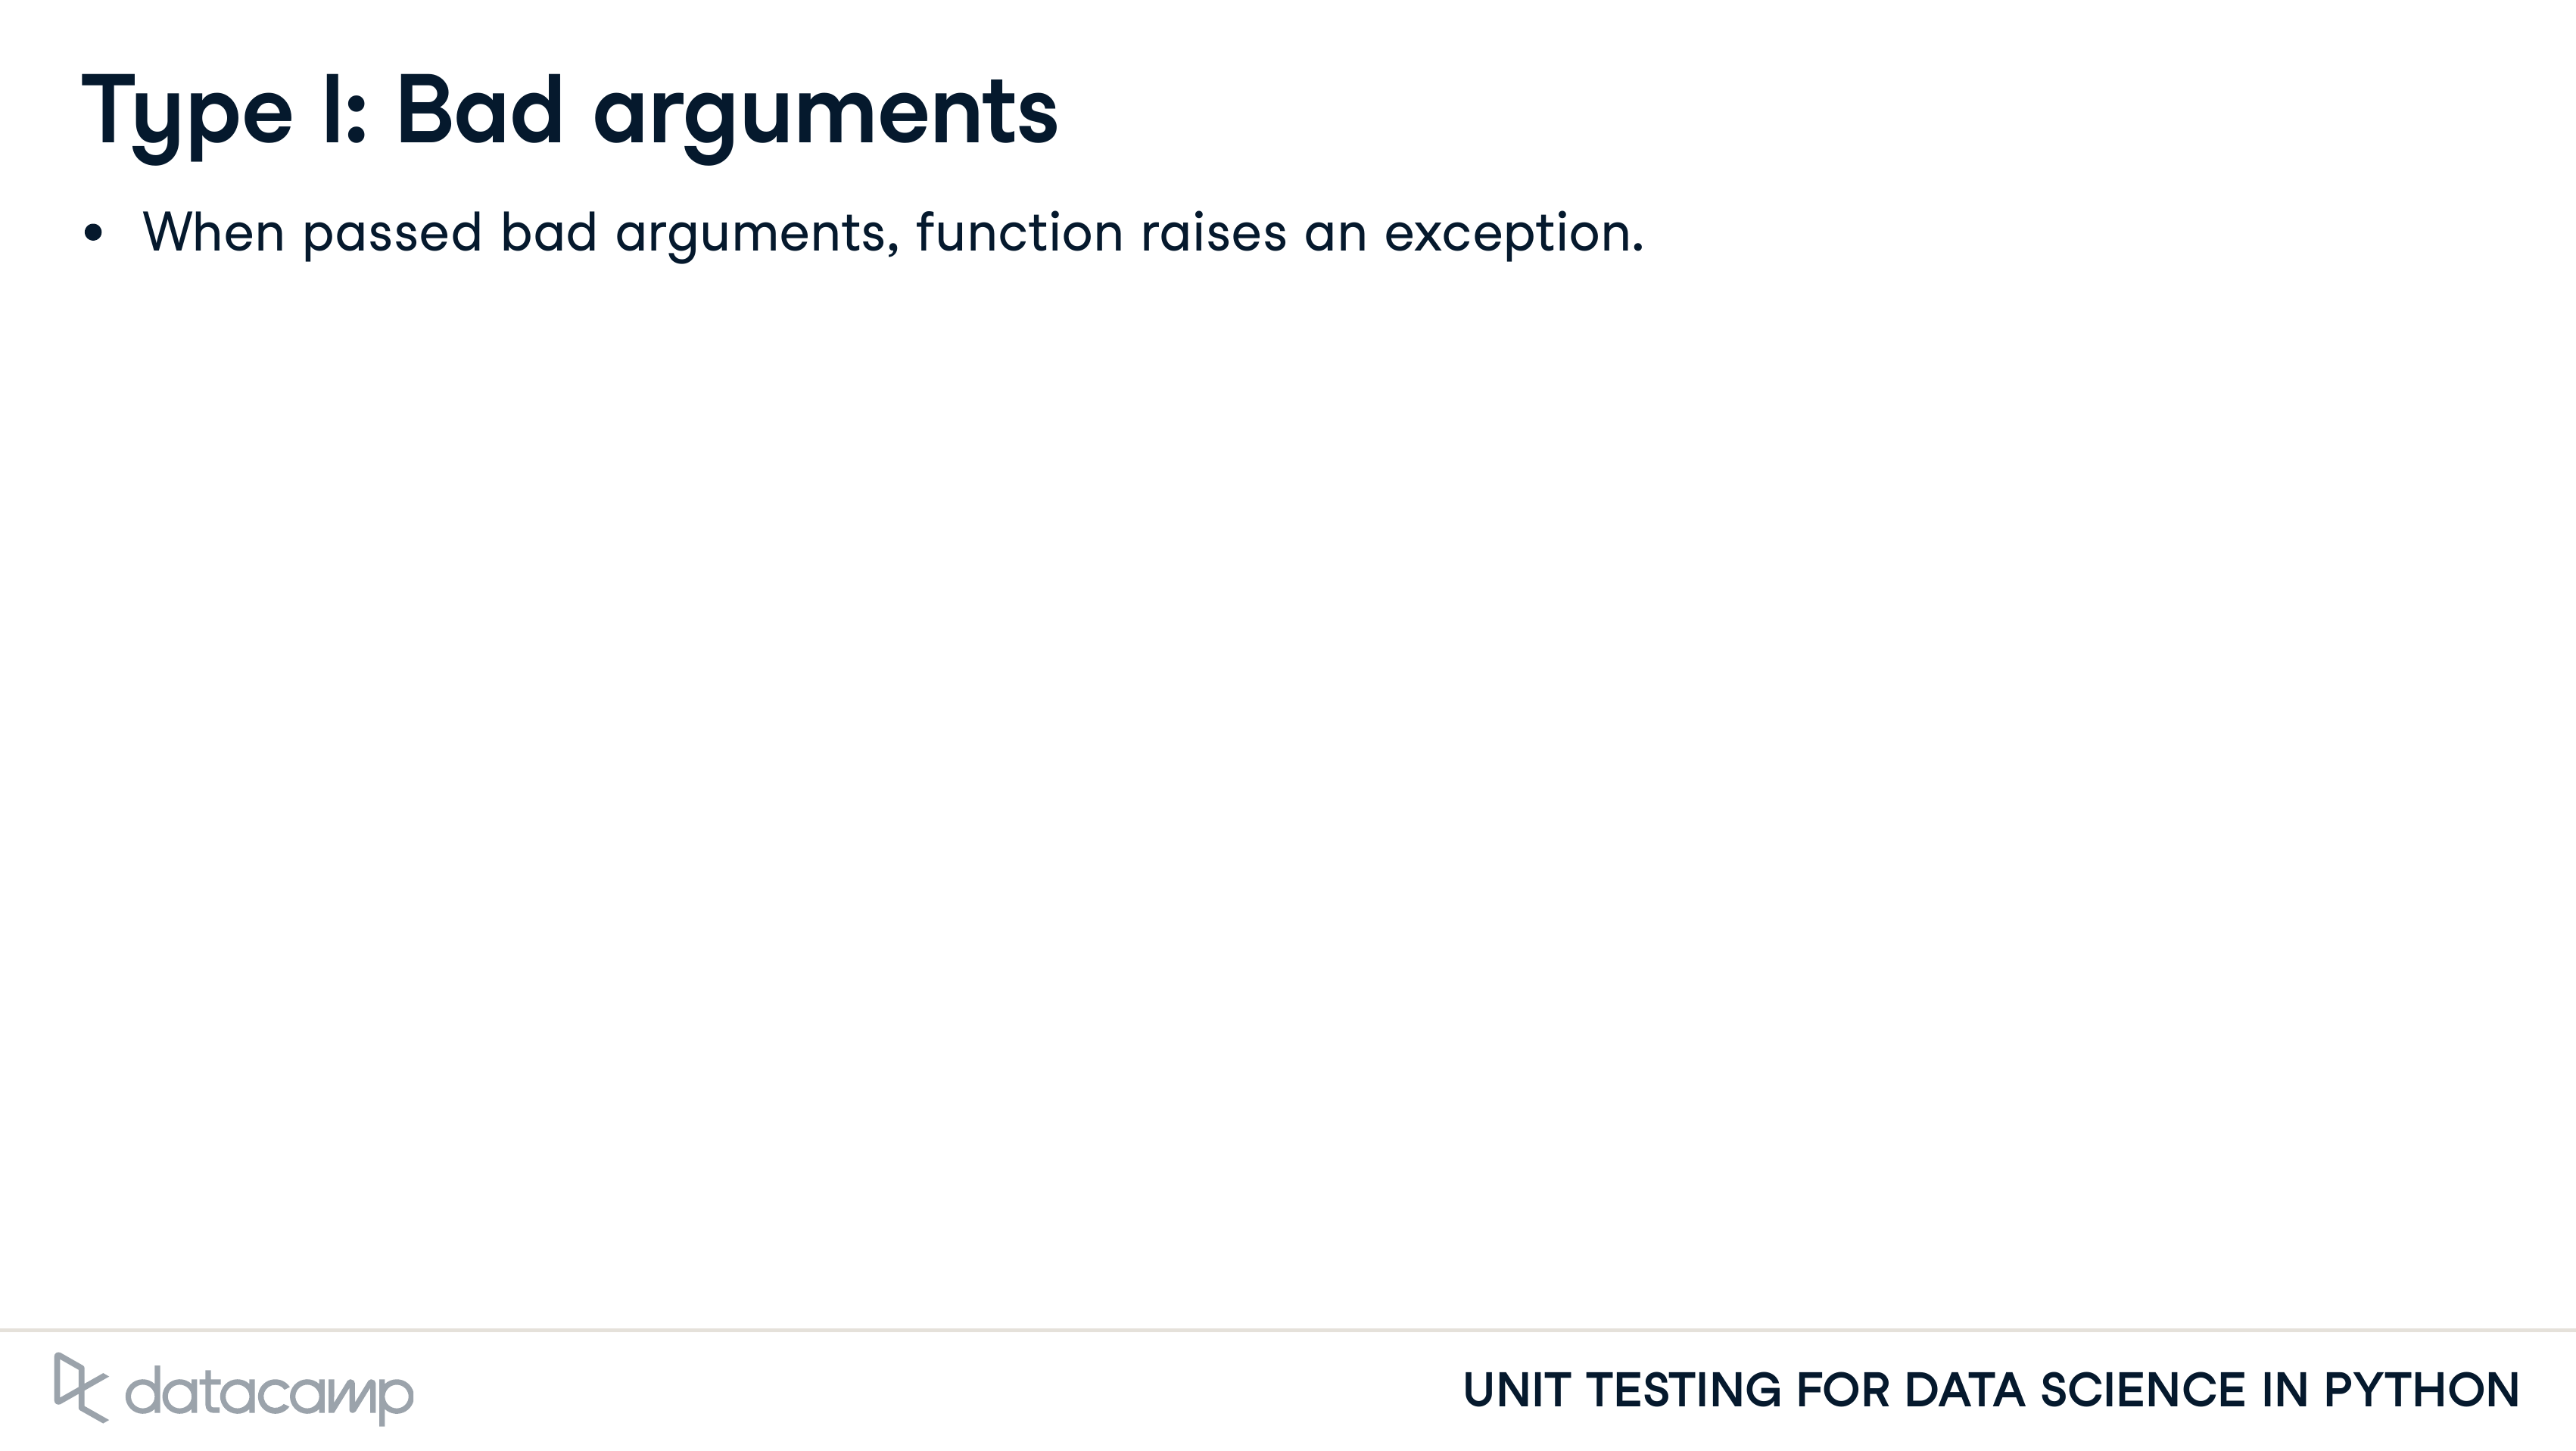 Type I: Bad arguments
• When passed bad arguments, function raises an exception.
datacamp
UNIT TESTING FOR DATA SCIENCE IN PYTHON